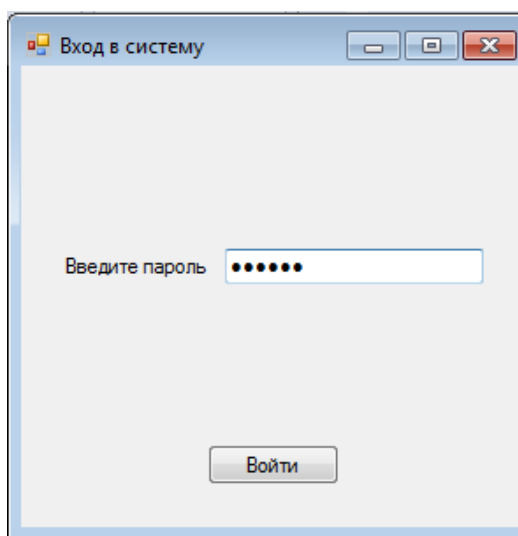 Вход в систему
Введите пароль ••••••
Войти